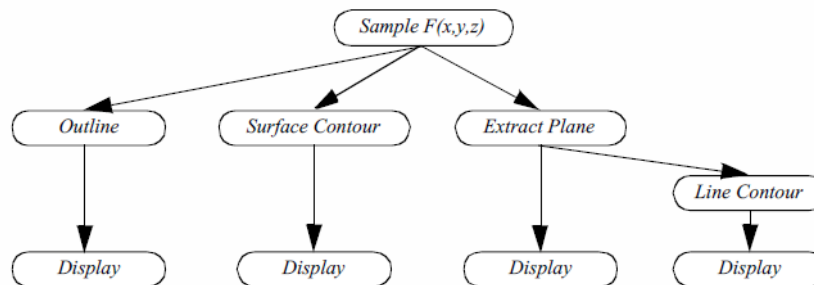 Sample F(x,y,z)
Outline
Surface Contour
Extract Plane
Line Contour
Display
Display
Display
Display